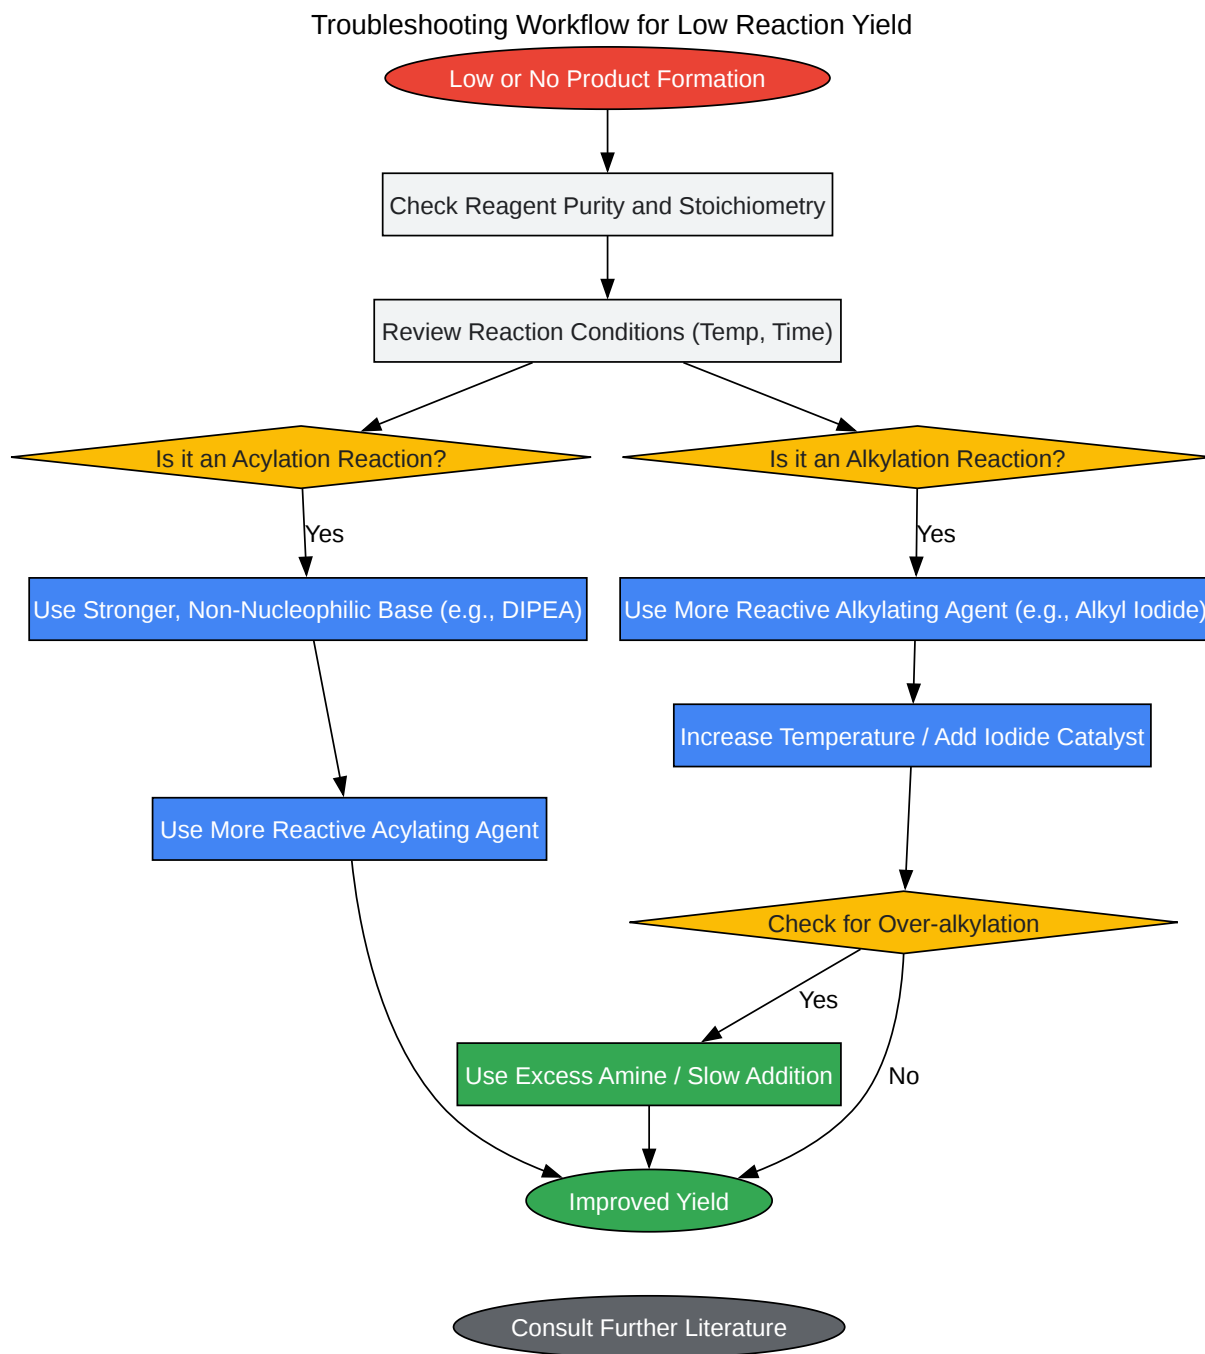 Troubleshooting Workflow for Low Reaction Yield
Low or No Product Formation
Check Reagent Purity and Stoichiometry
Review Reaction Conditions (Temp, Time)
Is it an Acylation Reaction?
Is it an Alkylation Reaction?
Yes
Yes
Use Stronger, Non-Nucleophilic Base (e.g., DIPEA)
Use More Reactive Alkylating Agent (e.g., Alkyl Iodide)
Increase Temperature / Add Iodide Catalyst
Use More Reactive Acylating Agent
Check for Over-alkylation
Yes
Use Excess Amine / Slow Addition
No
Improved Yield
Consult Further Literature